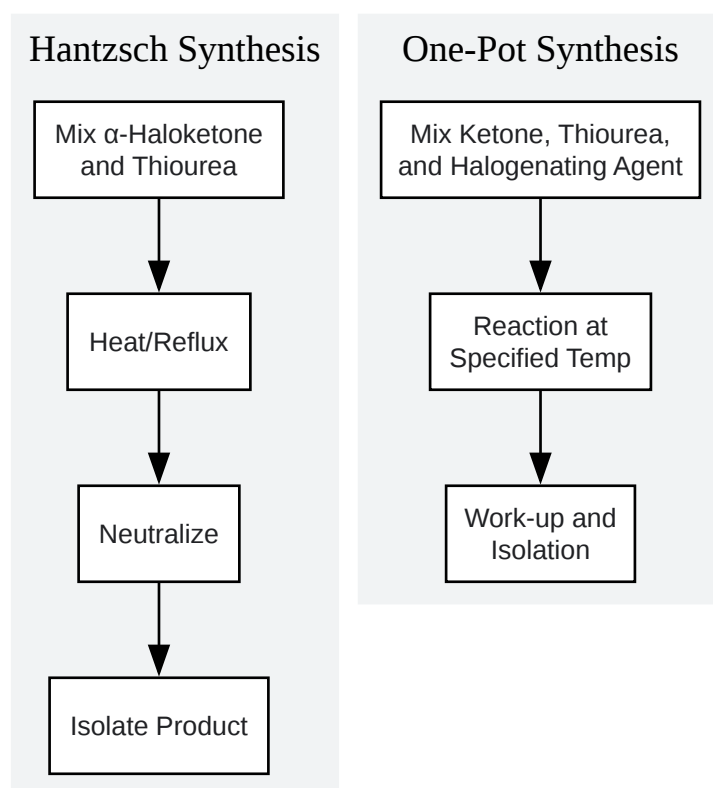 Hantzsch Synthesis
Mix α-Haloketone
and Thiourea
Heat/Reflux
Neutralize
Isolate Product
One-Pot Synthesis
Mix Ketone, Thiourea,
and Halogenating Agent
Reaction at
Specified Temp
Work-up and
Isolation